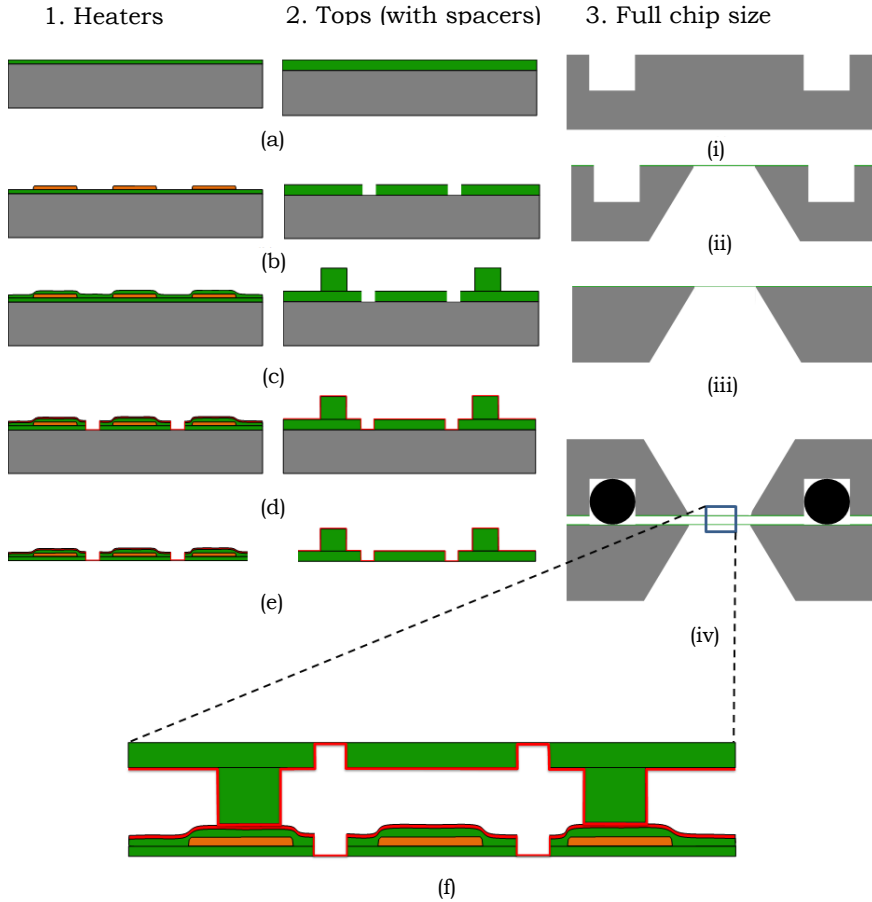 1. Heaters
2. Tops (with spacers)
3. Full chip size
(a)
(i)
(b)
(ii)
(c)
(iii)
(d)
(e)
(iv)
(f)